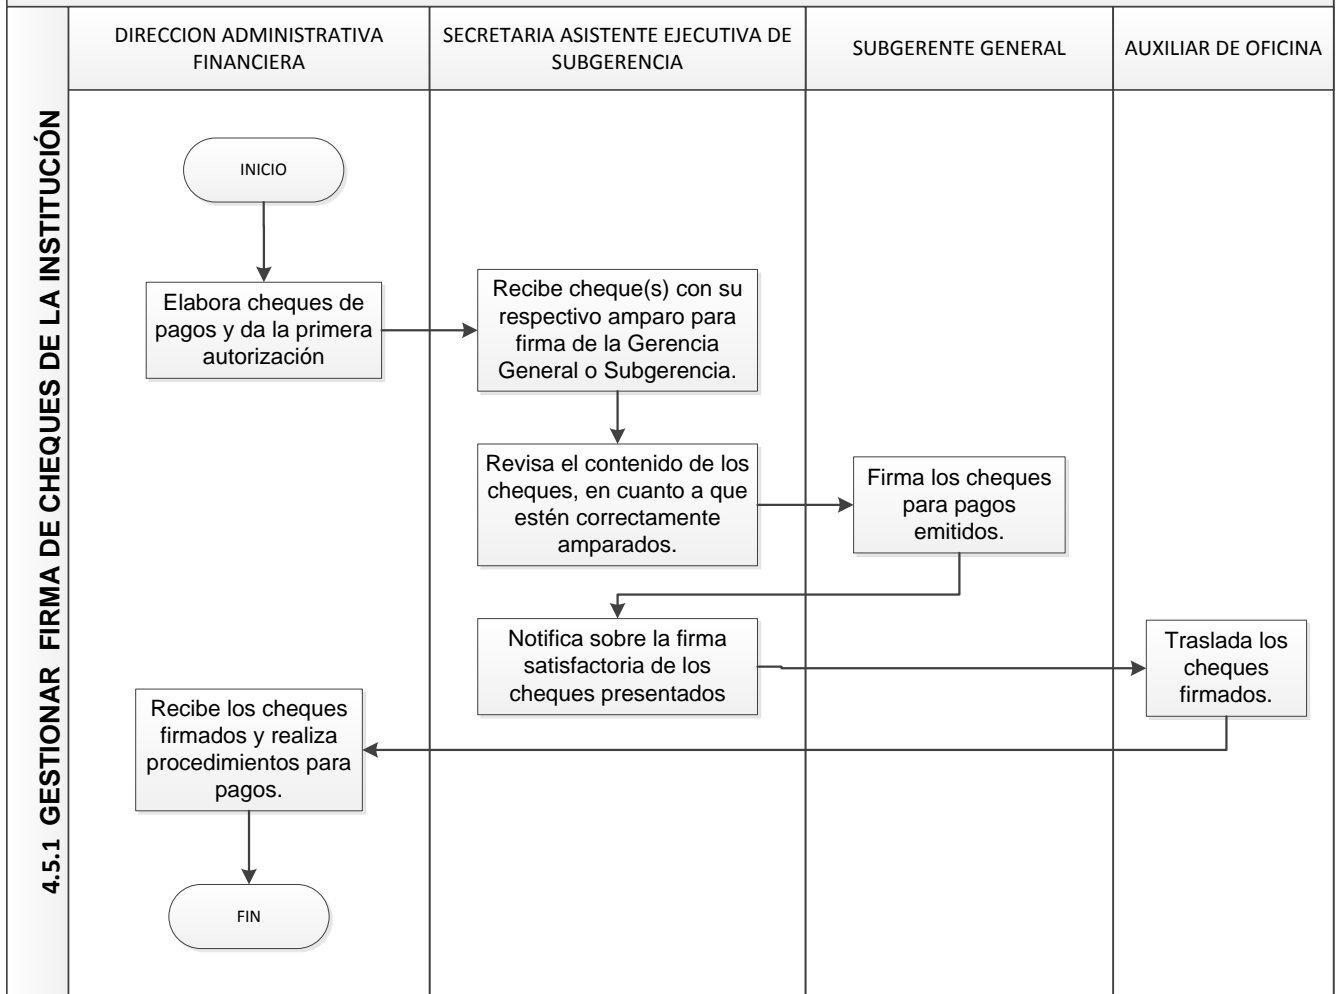 4.5.1 GESTIONAR FIRMA DE CHEQUES DE LA INSTITUCIÓN
DIRECCION ADMINISTRATIVA
FINANCIERA
SECRETARIA ASISTENTE EJECUTIVA DE
SUBGERENCIA
SUBGERENTE GENERAL
AUXILIAR DE OFICINA
INICIO
Elabora cheques de
pagos y da la primera
autorización
Recibe cheque(s) con su
respectivo amparo para
firma de la Gerencia
General o Subgerencia.
Revisa el contenido de los
cheques, en cuanto a que
estén correctamente
amparados.
Firma los cheques
para pagos
emitidos.
Notifica sobre la firma
satisfactoria de los
cheques presentados
Traslada los
cheques
firmados.
Recibe los cheques
firmados y realiza
procedimientos para
pagos.
FIN